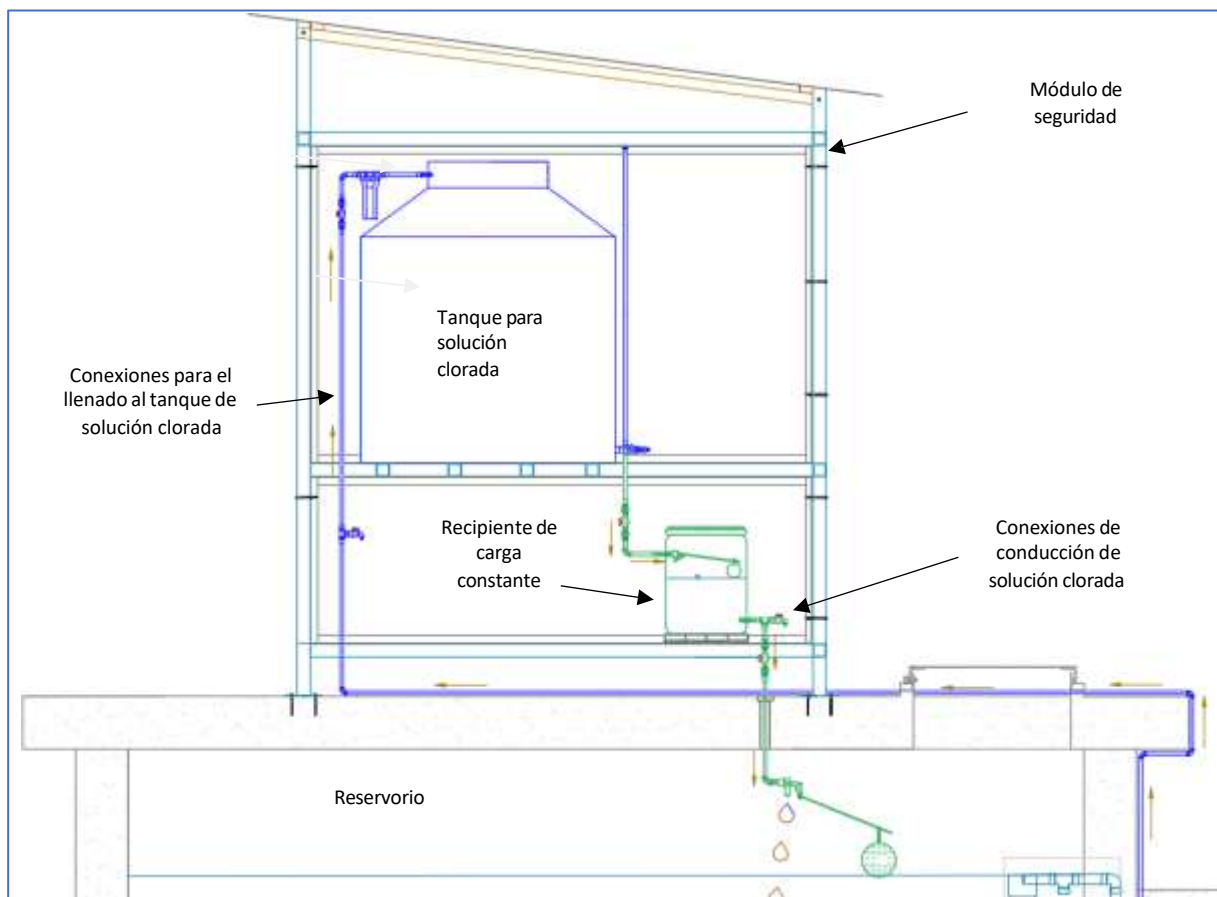 Módulo de
seguridad
Tanque para
solución
clorada
Conexiones para el
llenado al tanque de
solución clorada
Recipiente de
carga
constante
Conexiones de
conducción de
solución clorada
Reservorio